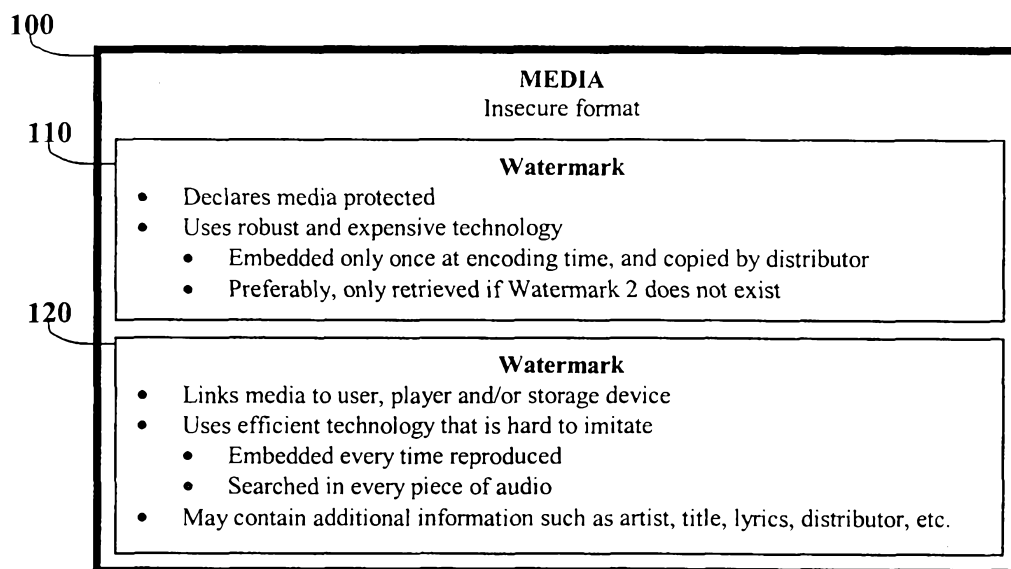 100
MEDIA
Insecure format
110
Watermark
• Declares media protected
• Uses robust and expensive technology
• Embedded only once at encoding time, and copied by distributor
• Preferably, only retrieved if Watermark 2 does not exist
120
Watermark
• Links media to user, player and/or storage device
• Uses efficient technology that is hard to imitate
• Embedded every time reproduced
• Searched in every piece of audio
• May contain additional information such as artist, title, lyrics, distributor, etc.